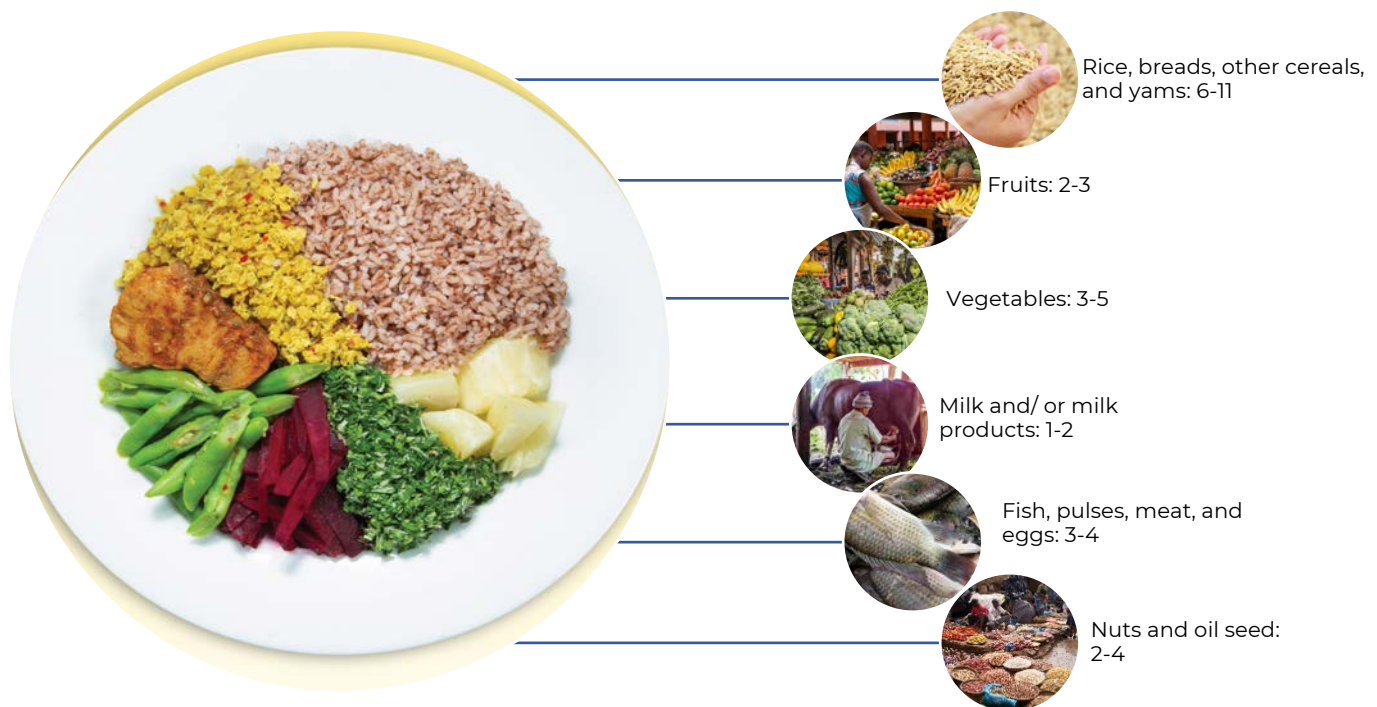 Rice, breads, other cereals,
and yams: 6-11
Fruits: 2-3
Vegetables: 3-5
Milk and/ or milk
products: 1-2
Fish, pulses, meat, and
eggs: 3-4
Nuts and oil seed:
2-4